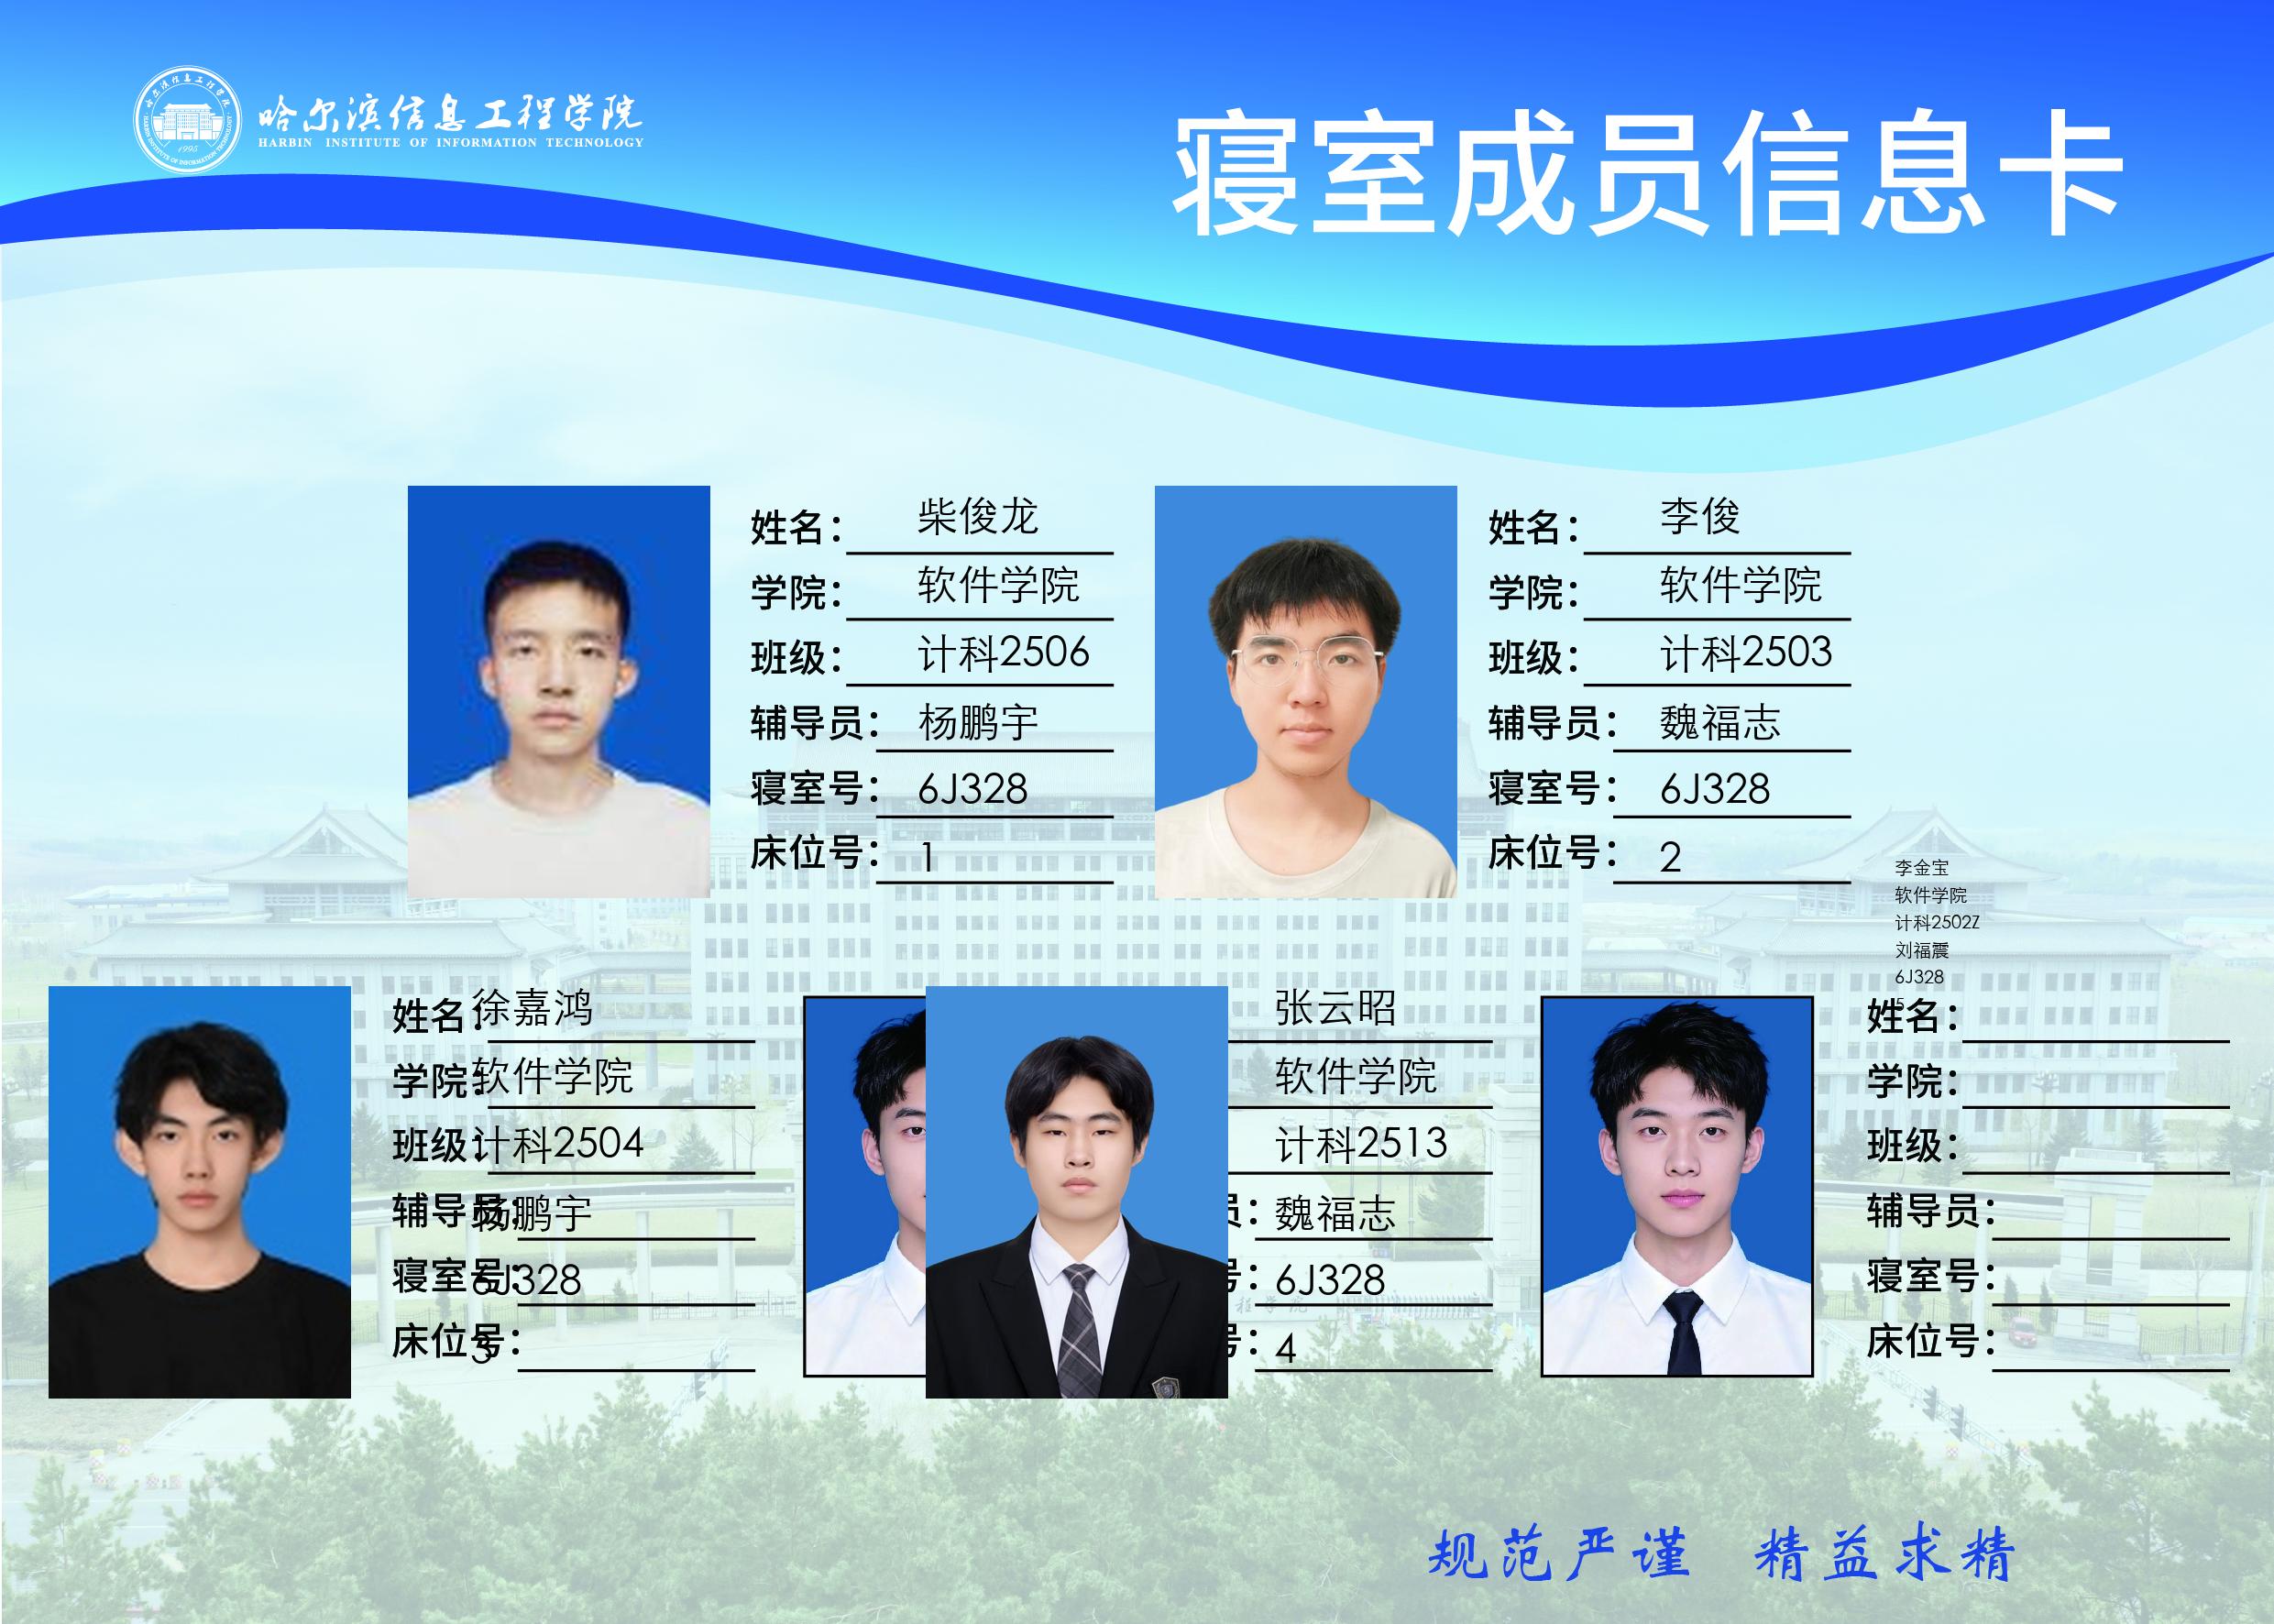 哈尔滨信息工程学院
HARBIN INSTITUTE OF INFORMATION TECHNOLOGY
1995
寝室成员信息卡
姓名： 柴俊龙
学院： 软件学院
班级： 计科2506
辅导员： 杨鹏宇
寝室号： 6J328
床位号： 1
姓名： 李俊
学院： 软件学院
班级： 计科2503
辅导员： 魏福志
寝室号： 6J328
床位号： 2
李金宝
软件学院
计科2502Z
刘福震
6J328
5
姓名：徐嘉鸿
学院：软件学院
班级：计科2504
辅导员：杨鹏宇
寝室号：6J328
床位号：3
张云昭
软件学院
计科2513
员：魏福志
号：6J328
号：4
姓名：
学院：
班级：
辅导员：
寝室号：
床位号：
规范严谨 精益求精